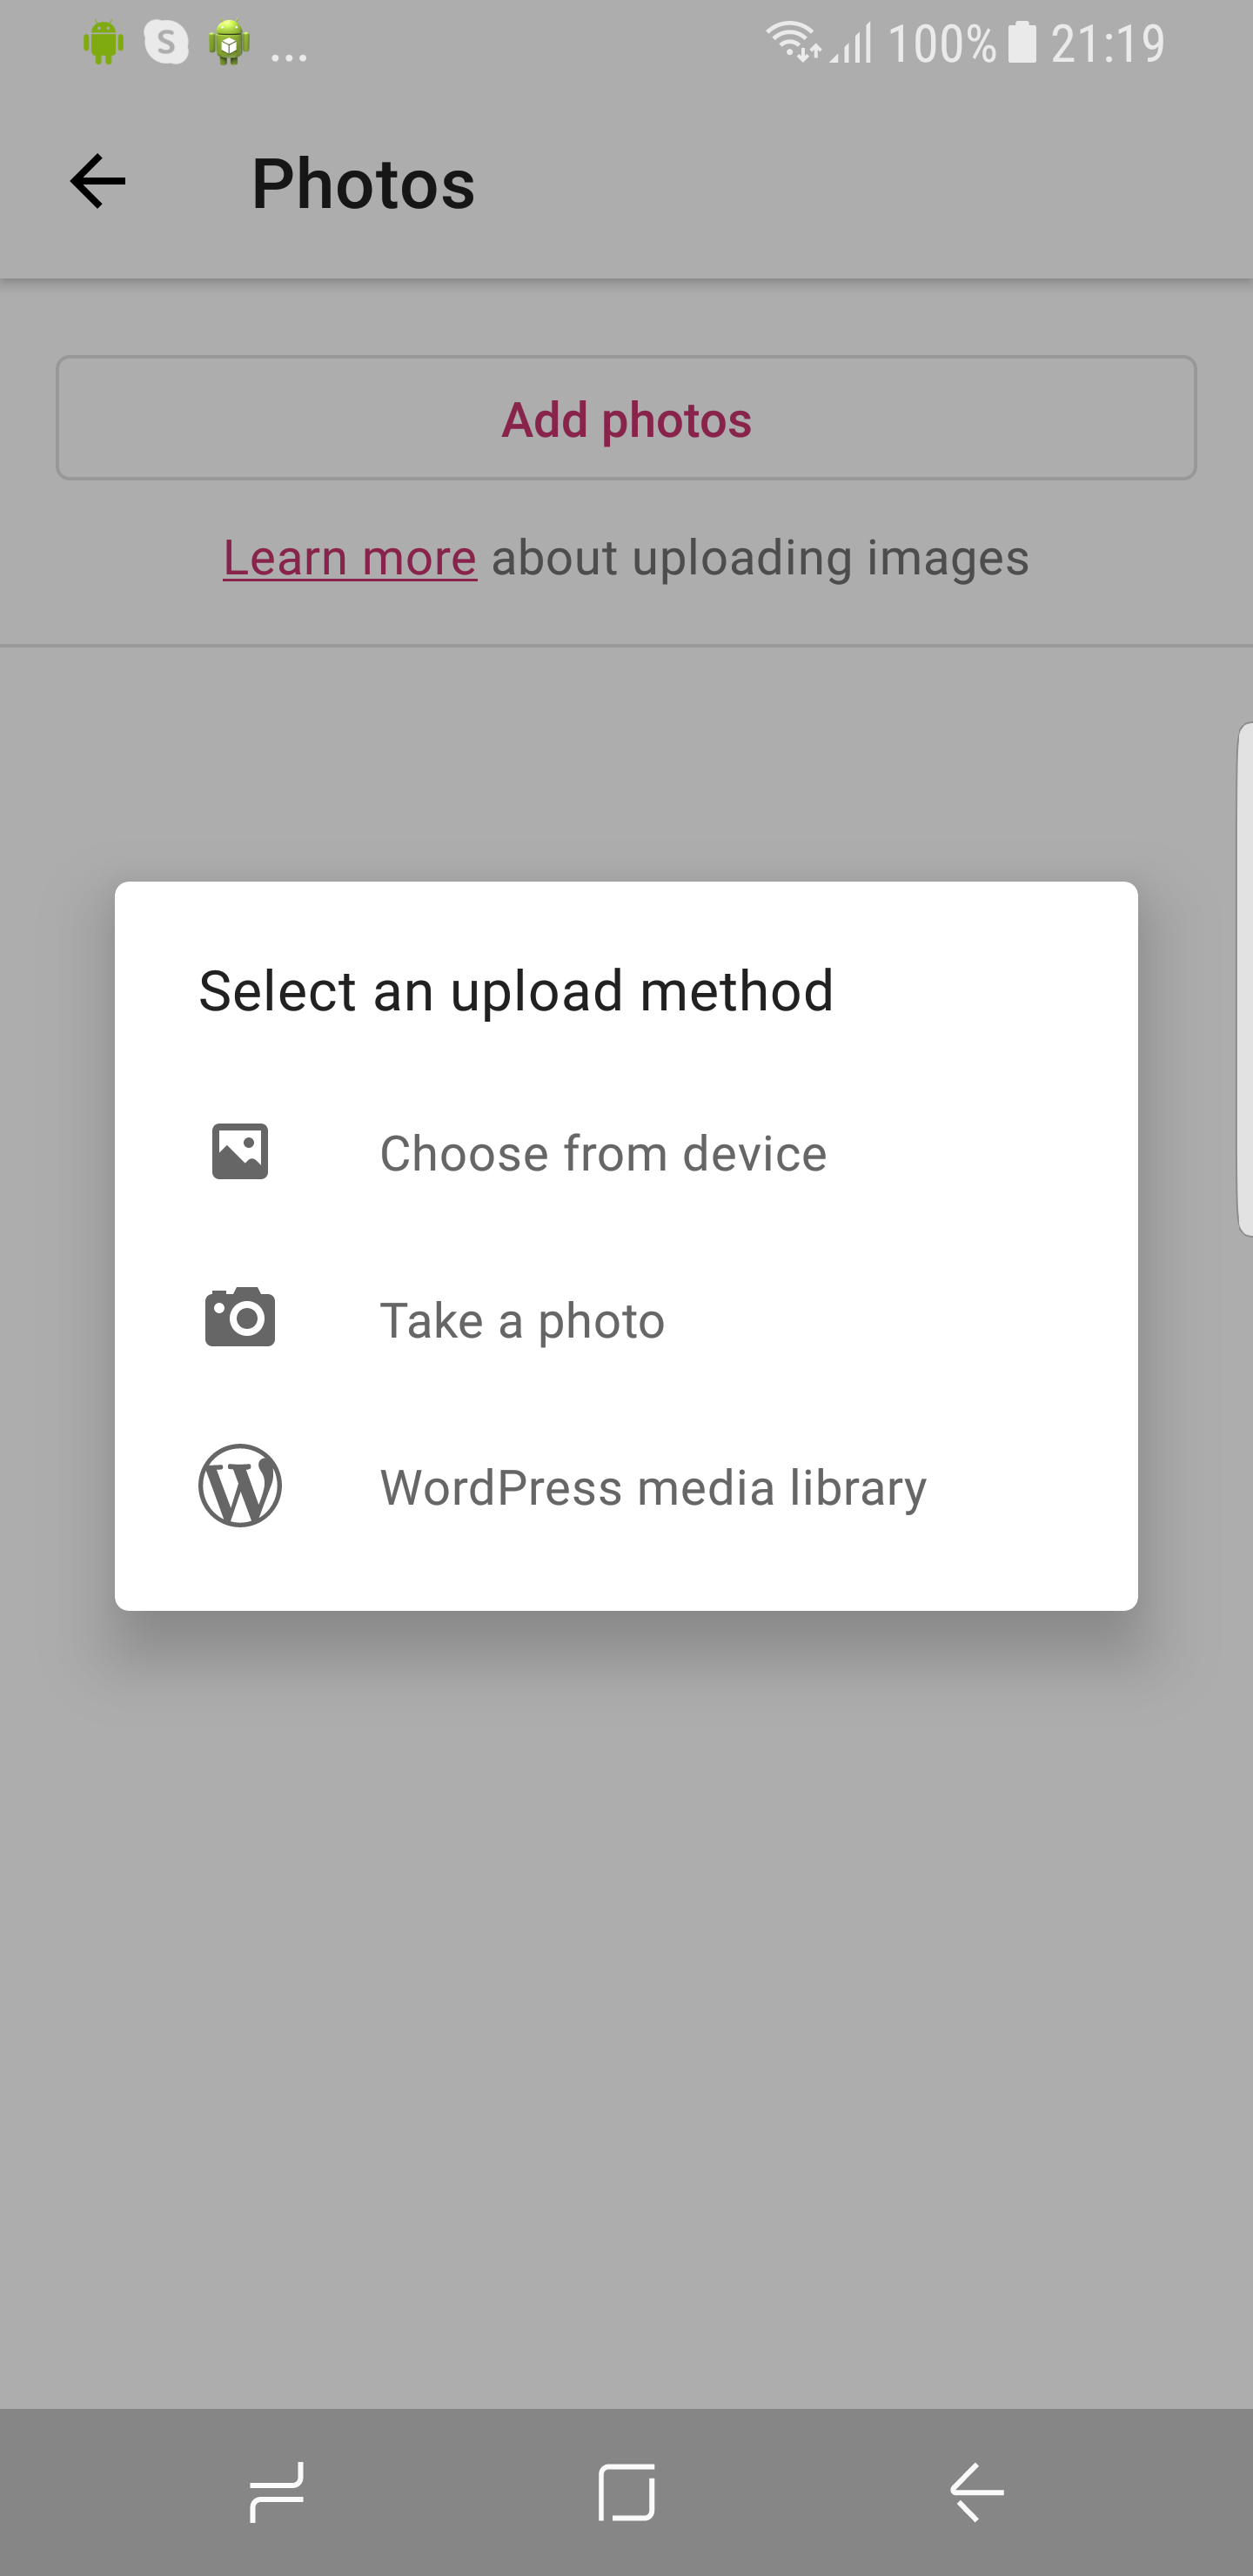 ... 100% 21:19
Photos
Add photos
Learn more about uploading images
Select an upload method
Choose from device
Take a photo
WordPress media library